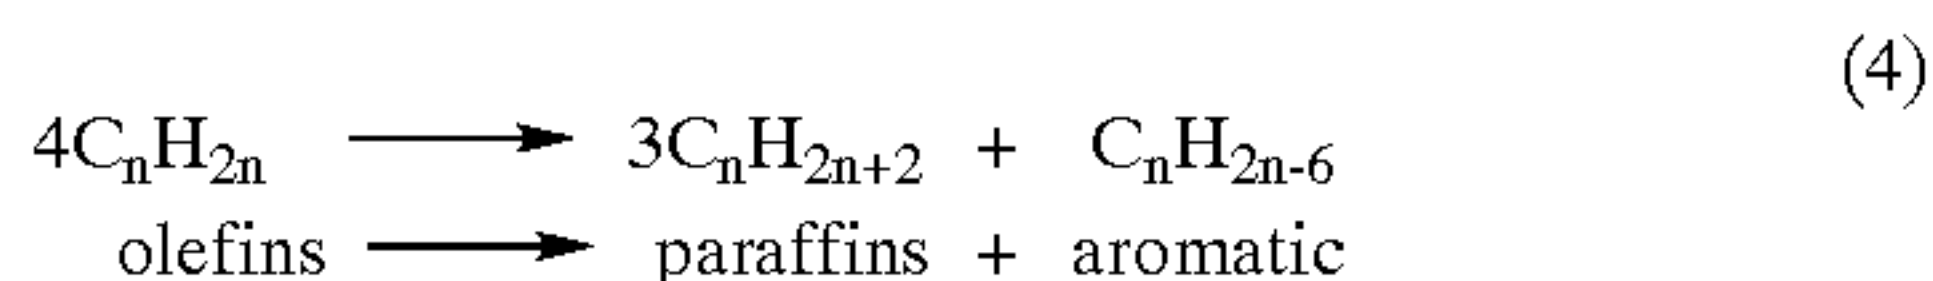 (4)
4CₙH₂ₙ ⟶ 3CₙH₂ₙ₊₂ + CₙH₂ₙ₋₆
olefins ⟶ paraffins + aromatic